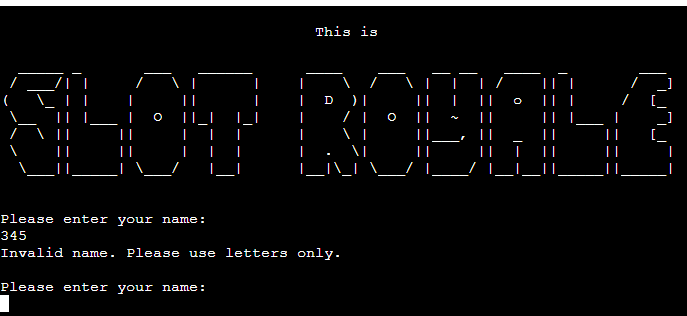 This is
SLOT ROYALE
Please enter your name:
345
Invalid name. Please use letters only.
Please enter your name: